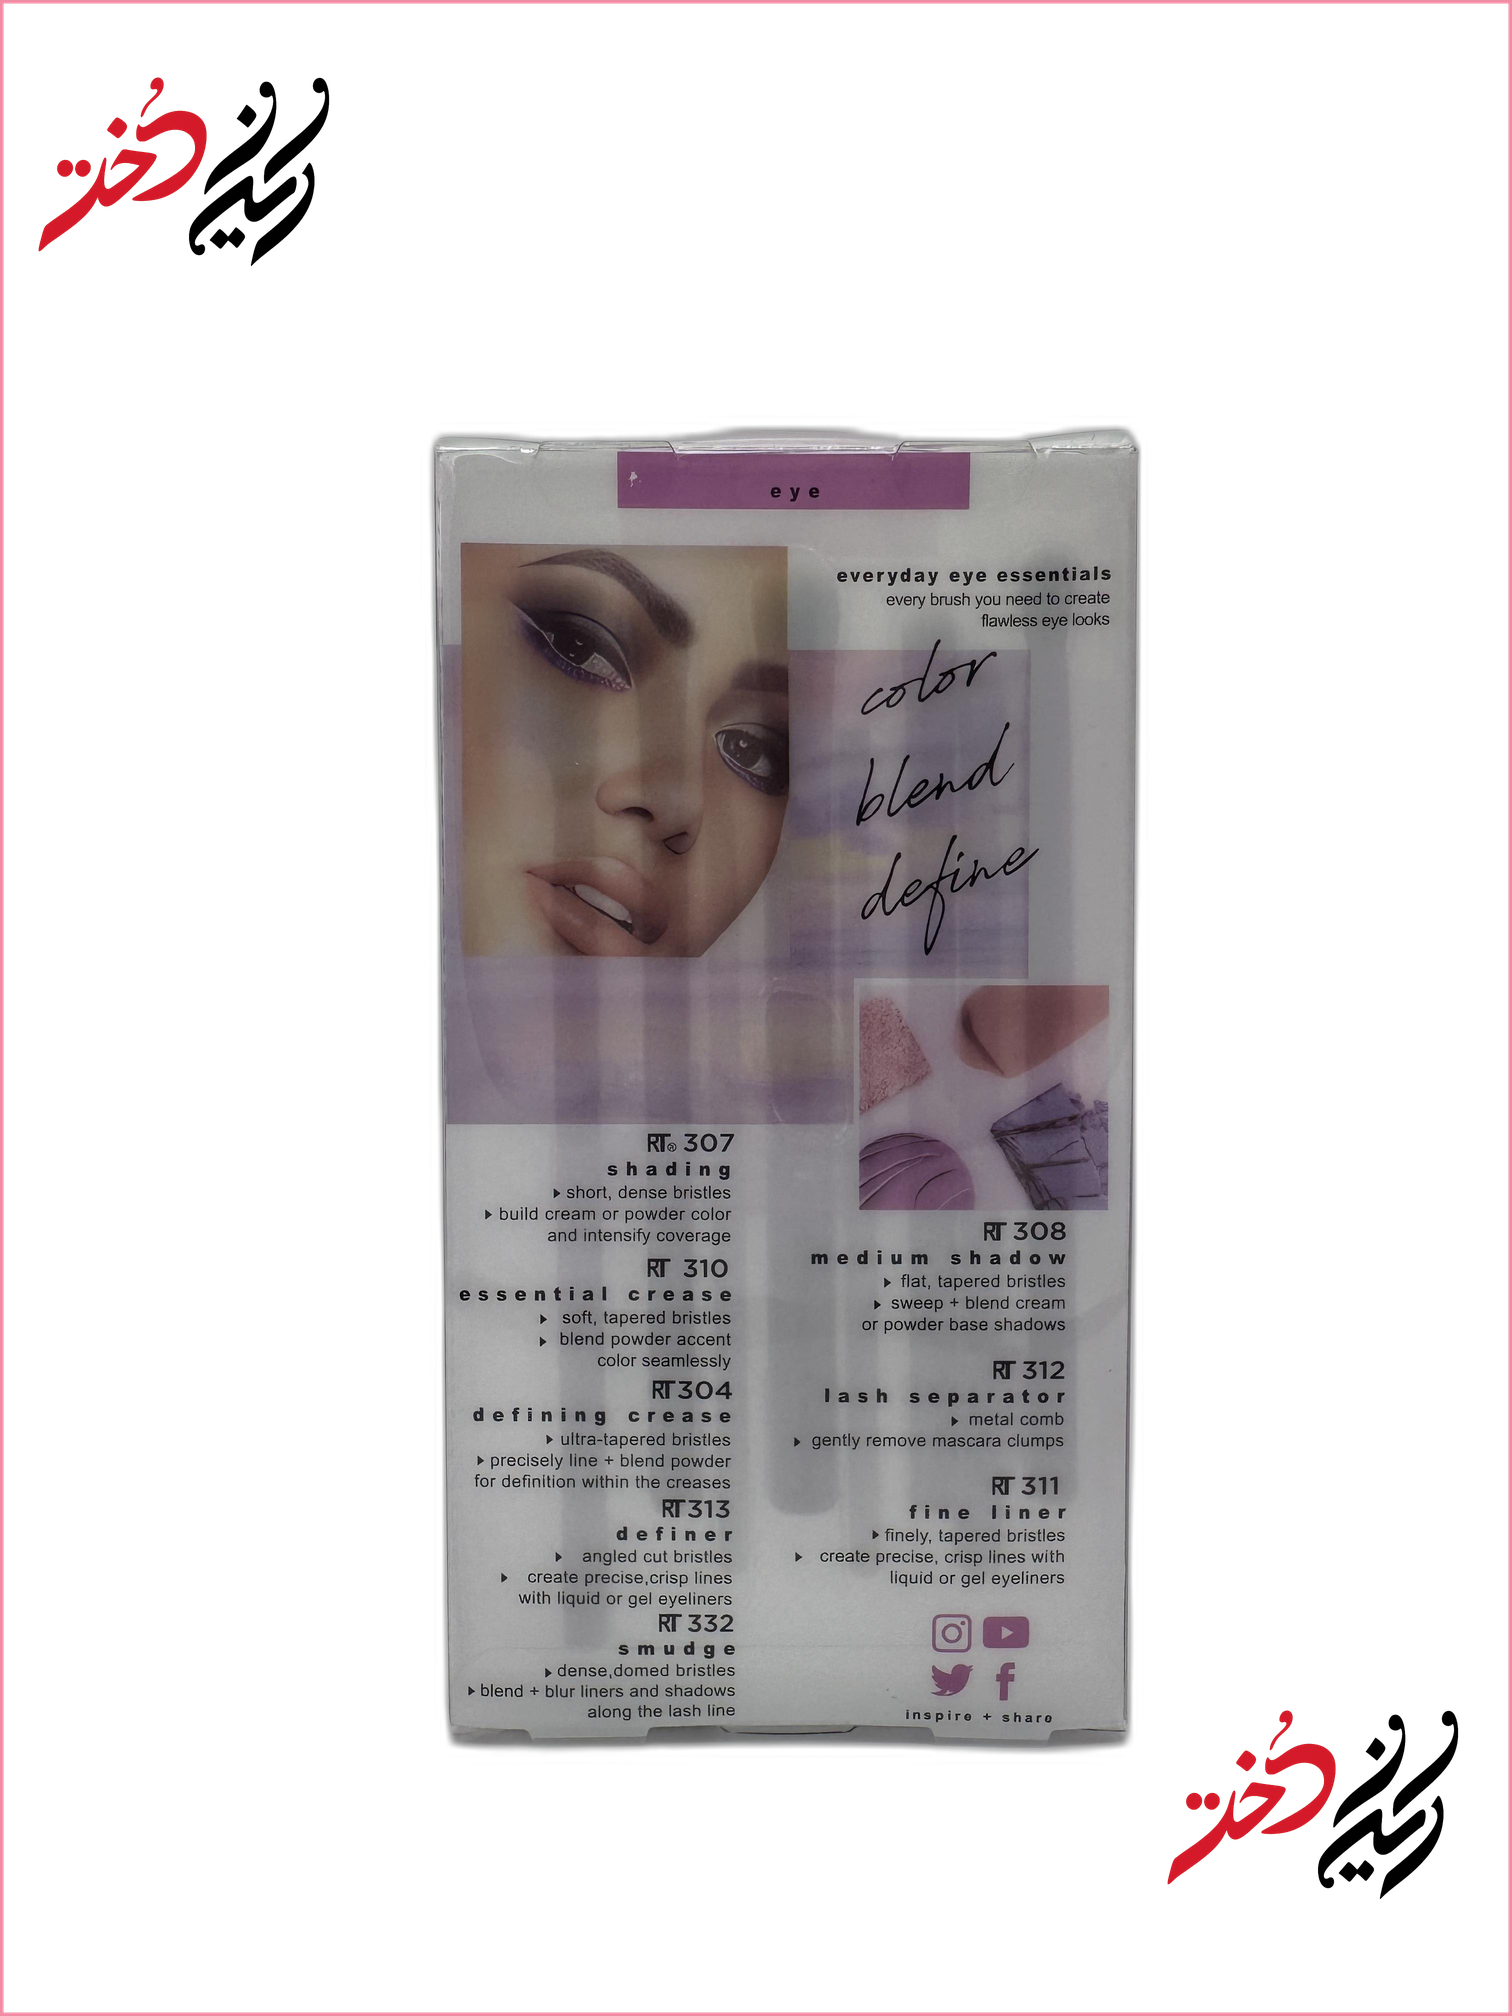 eye
everyday eye essentials
every brush you need to create
flawless eye looks
color
blend
define
RT® 307
shading
▸ short, dense bristles
▸ build cream or powder color
and intensify coverage
RT 310
essential crease
▸ soft, tapered bristles
▸ blend powder accent
color seamlessly
RT 304
defining crease
▸ ultra-tapered bristles
▸ precisely line + blend powder
for definition within the creases
RT 313
definer
▸ angled cut bristles
▸ create precise,crisp lines
with liquid or gel eyeliners
RT 332
smudge
▸ dense,domed bristles
▸ blend + blur liners and shadows
along the lash line
RT 308
medium shadow
▸ flat, tapered bristles
▸ sweep + blend cream
or powder base shadows
RT 312
lash separator
▸ metal comb
▸ gently remove mascara clumps
RT 311
fine liner
▸ finely, tapered bristles
▸ create precise, crisp lines with
liquid or gel eyeliners
inspire + share